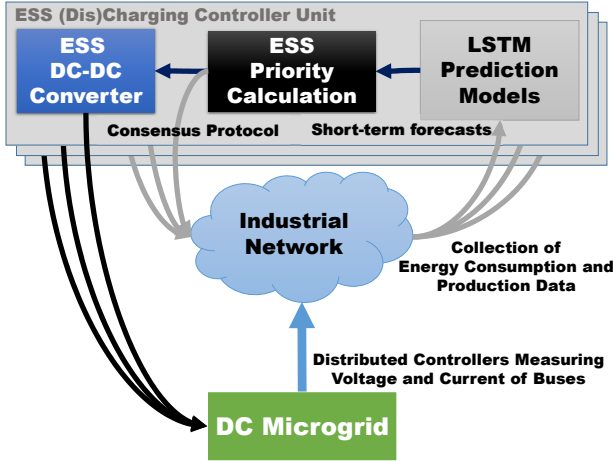 ESS (Dis)Charging Controller Unit
ESS
DC-DC
Converter
ESS
Priority
Calculation
LSTM
Prediction
Models
Consensus Protocol
Short-term forecasts
Industrial
Network
Collection of
Energy Consumption and
Production Data
Distributed Controllers Measuring
Voltage and Current of Buses
DC Microgrid